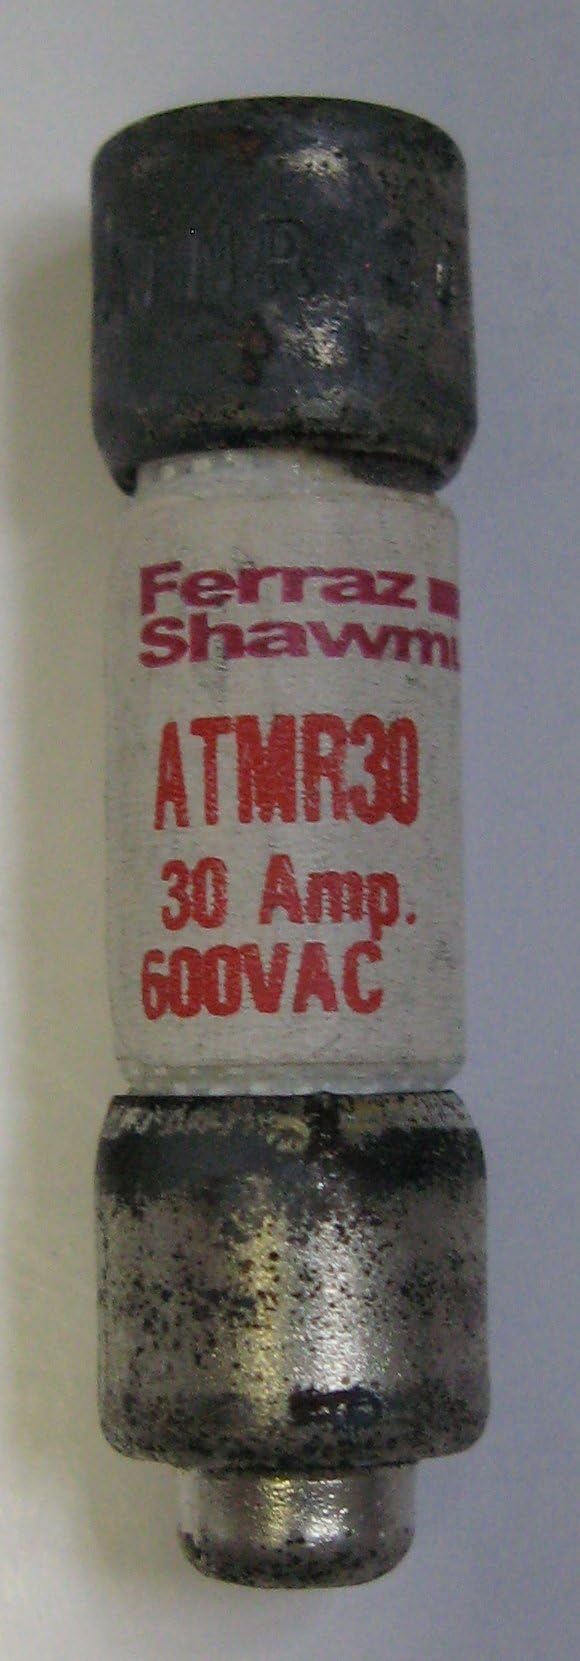 Ferraz
Shawmu
ATMR30
30 Amp.
600VAC